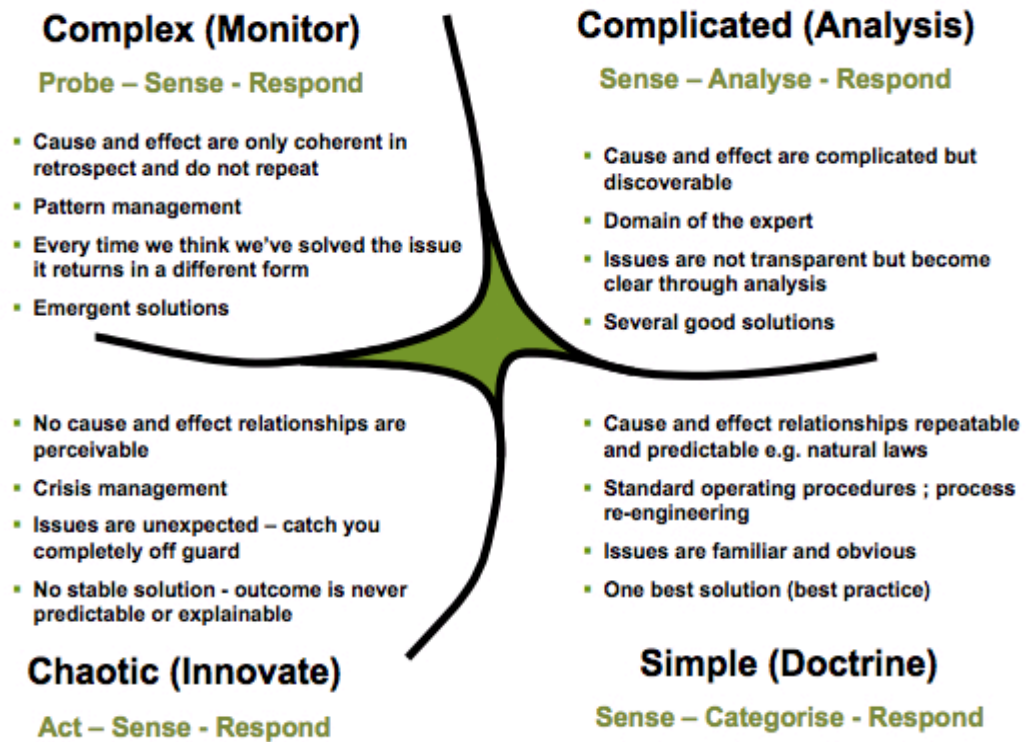 Complex (Monitor)
Probe – Sense - Respond
Cause and effect are only coherent in
retrospect and do not repeat
Pattern management
Every time we think we've solved the issue
it returns in a different form
Emergent solutions
Complicated (Analysis)
Sense – Analyse - Respond
Cause and effect are complicated but
discoverable
Domain of the expert
Issues are not transparent but become
clear through analysis
Several good solutions
No cause and effect relationships are
perceivable
Crisis management
Issues are unexpected – catch you
completely off guard
No stable solution - outcome is never
predictable or explainable
Chaotic (Innovate)
Act – Sense - Respond
Cause and effect relationships repeatable
and predictable e.g. natural laws
Standard operating procedures ; process
re-engineering
Issues are familiar and obvious
One best solution (best practice)
Simple (Doctrine)
Sense – Categorise - Respond